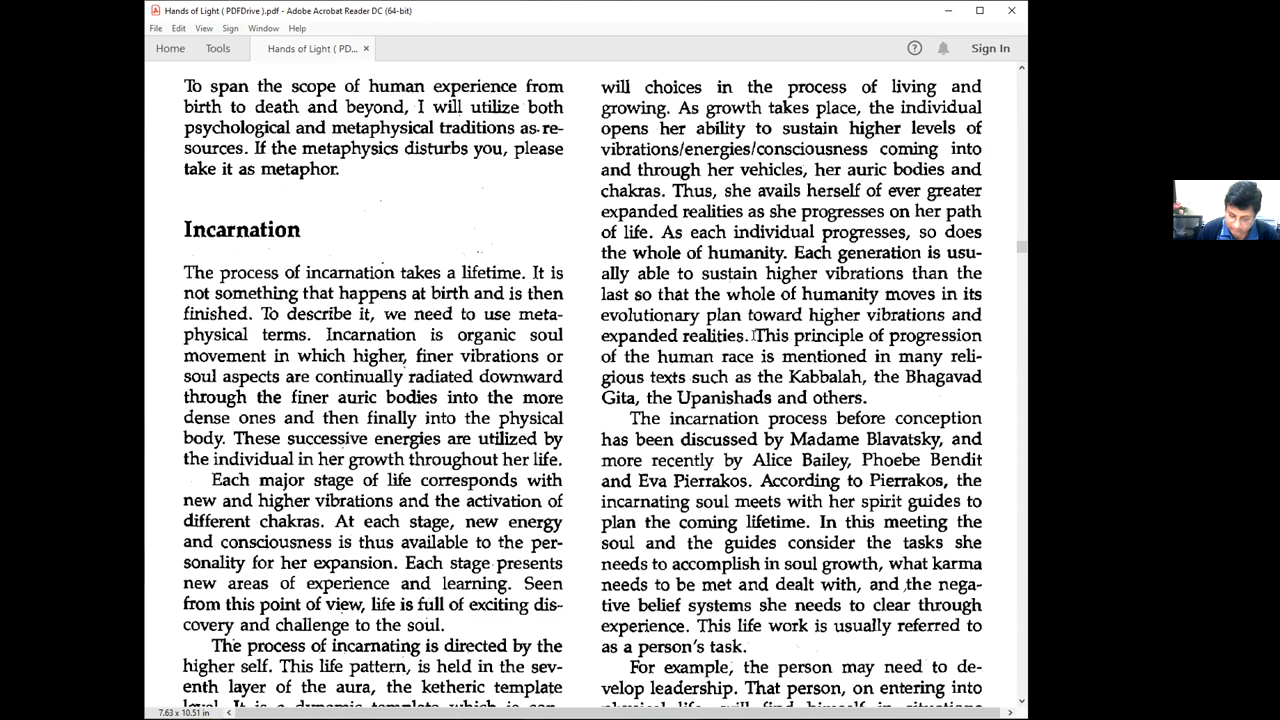 Hands of Light ( PDFDrive ).pdf - Adobe Acrobat Reader DC (64-bit)
File Edit View Sign Window Help
Home Tools Hands of Light ( PD... × Sign In
To span the scope of human experience from
birth to death and beyond, I will utilize both
psychological and metaphysical traditions as re-
sources. If the metaphysics disturbs you, please
take it as metaphor.
Incarnation
The process of incarnation takes a lifetime. It is
not something that happens at birth and is then
finished. To describe it, we need to use meta-
physical terms. Incarnation is organic soul
movement in which higher, finer vibrations or
soul aspects are continually radiated downward
through the finer auric bodies into the more
dense ones and then finally into the physical
body. These successive energies are utilized by
the individual in her growth throughout her life.
Each major stage of life corresponds with
new and higher vibrations and the activation of
different chakras. At each stage, new energy
and consciousness is thus available to the per-
sonality for her expansion. Each stage presents
new areas of experience and learning. Seen
from this point of view, life is full of exciting dis-
covery and challenge to the soul.
The process of incarnating is directed by the
higher self. This life pattern, is held in the sev-
enth layer of the aura, the ketheric template
level. It is a dynamic template which is con-
will choices in the process of living and
growing. As growth takes place, the individual
opens her ability to sustain higher levels of
vibrations/energies/consciousness coming into
and through her vehicles, her auric bodies and
chakras. Thus, she avails herself of ever greater
expanded realities as she progresses on her path
of life. As each individual progresses, so does
the whole of humanity. Each generation is usu-
ally able to sustain higher vibrations than the
last so that the whole of humanity moves in its
evolutionary plan toward higher vibrations and
expanded realities. This principle of progression
of the human race is mentioned in many reli-
gious texts such as the Kabbalah, the Bhagavad
Gita, the Upanishads and others.
The incarnation process before conception
has been discussed by Madame Blavatsky, and
more recently by Alice Bailey, Phoebe Bendit
and Eva Pierrakos. According to Pierrakos, the
incarnating soul meets with her spirit guides to
plan the coming lifetime. In this meeting the
soul and the guides consider the tasks she
needs to accomplish in soul growth, what karma
needs to be met and dealt with, and the nega-
tive belief systems she needs to clear through
experience. This life work is usually referred to
as a person's task.
For example, the person may need to de-
velop leadership. That person, on entering into
physical life, will find himself in situations
7.63 x 10.51 in